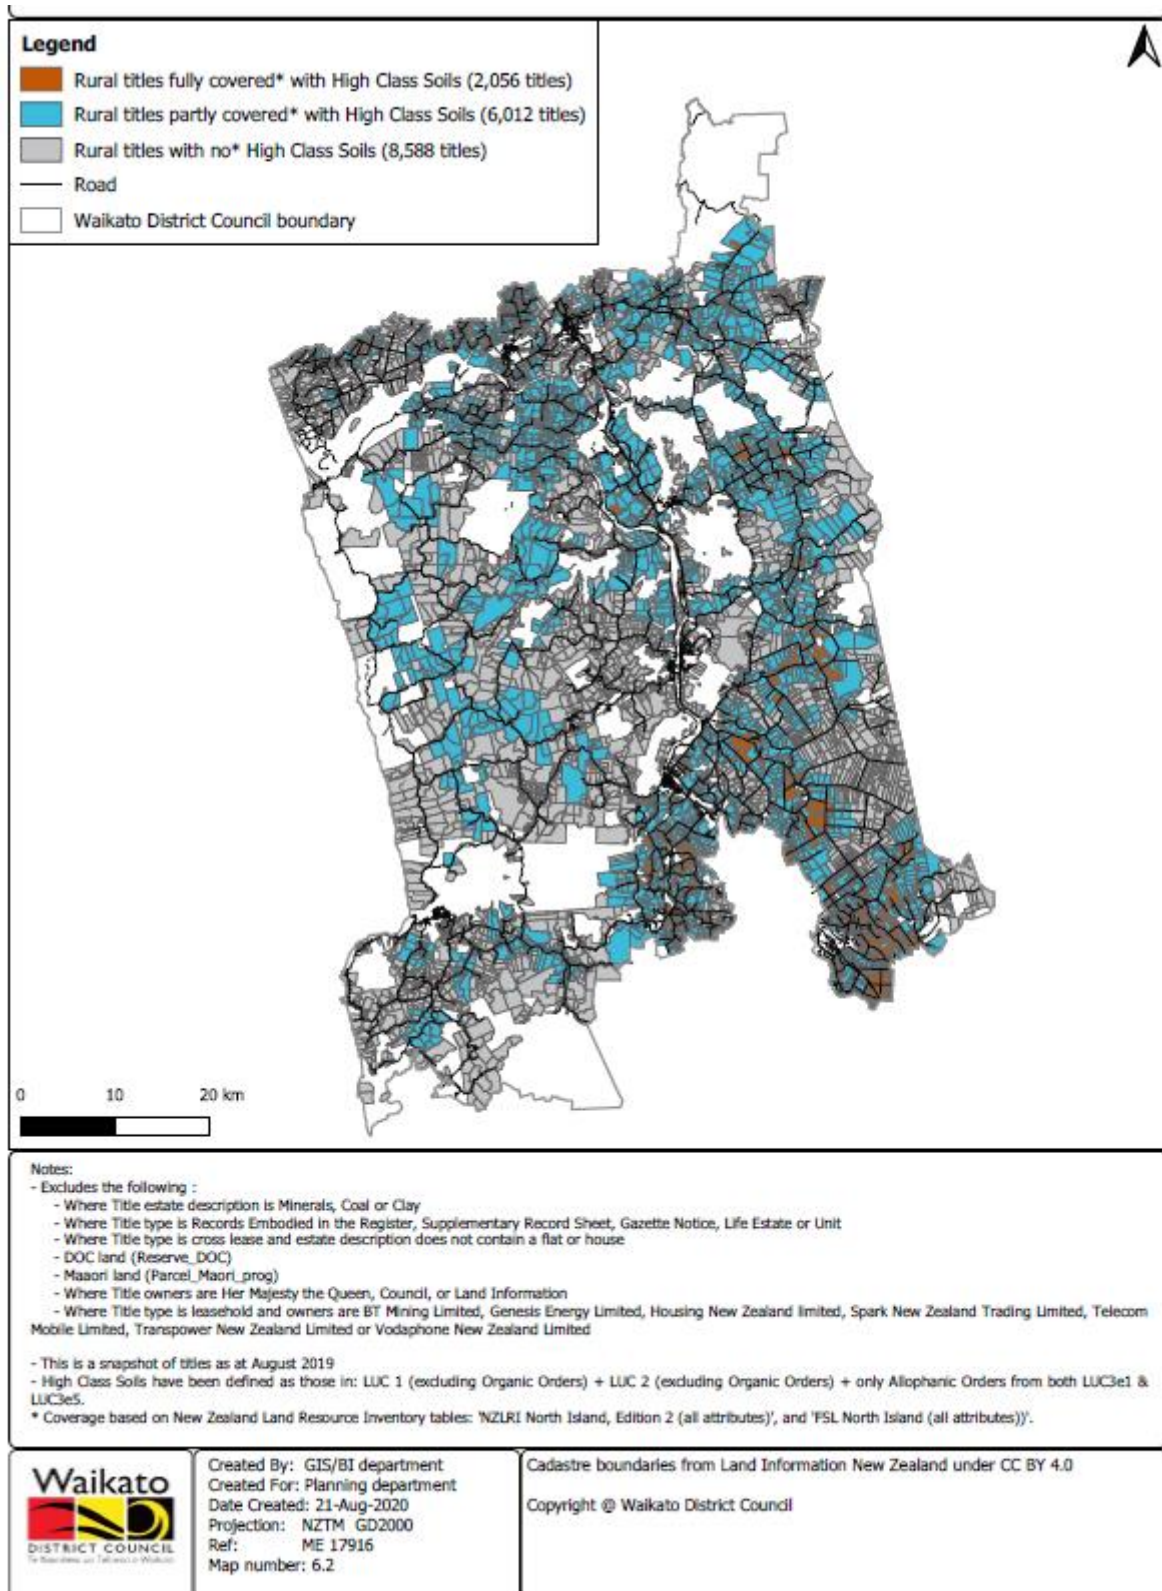 Legend
Rural titles fully covered* with High Class Soils (2,056 titles)
Rural titles partly covered* with High Class Soils (6,012 titles)
Rural titles with no* High Class Soils (8,588 titles)
Road
Waikato District Council boundary
0 10 20 km
Notes:
- Excludes the following :
- Where Title estate description is Minerals, Coal or Clay
- Where Title type is Records Embodied in the Register, Supplementary Record Sheet, Gazette Notice, Life Estate or Unit
- Where Title type is cross lease and estate description does not contain a flat or house
- DOC land (Reserve_DOC)
- Maaori land (Parcel_Maori_prog)
- Where Title owners are Her Majesty the Queen, Council, or Land Information
- Where Title type is leasehold and owners are BT Mining Limited, Genesis Energy Limited, Housing New Zealand limited, Spark New Zealand Trading Limited, Telecom
Mobile Limited, Transpower New Zealand Limited or Vodaphone New Zealand Limited
- This is a snapshot of titles as at August 2019
- High Class Soils have been defined as those in: LUC 1 (excluding Organic Orders) + LUC 2 (excluding Organic Orders) + only Allophanic Orders from both LUC3e1 &
LUC3e5.
* Coverage based on New Zealand Land Resource Inventory tables: 'NZLRI North Island, Edition 2 (all attributes)', and 'FSL North Island (all attributes))'.
Waikato
DISTRICT COUNCIL
Created By: GIS/BI department
Created For: Planning department
Date Created: 21-Aug-2020
Projection: NZTM GD2000
Ref: ME 17916
Map number: 6.2
Cadastre boundaries from Land Information New Zealand under CC BY 4.0
Copyright @ Waikato District Council